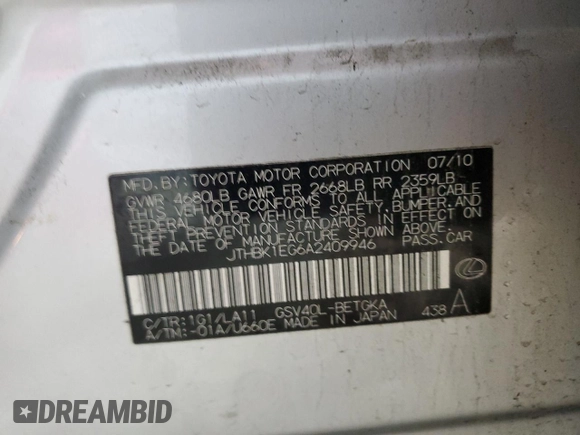 MFD.BY:TOYOTA MOTOR CORPORATION 07/10
GVWR 4680LB GAWR FR 2668LB RR 2359LB
THIS VEHICLE CONFORMS TO ALL APPLICABLE
FEDERAL MOTOR VEHICLE SAFETY,BUMPER,AND
THEFT PREVENTION STANDARDS IN EFFECT ON
THE DATE OF MANUFACTURE SHOWN ABOVE.
JTHBK1EG6A2409946 PASS.CAR
C/TR:1G1/LA11 GSV40L-BETGKA
A/TM:-01A/U660E MADE IN JAPAN 438 A
DREAMBID